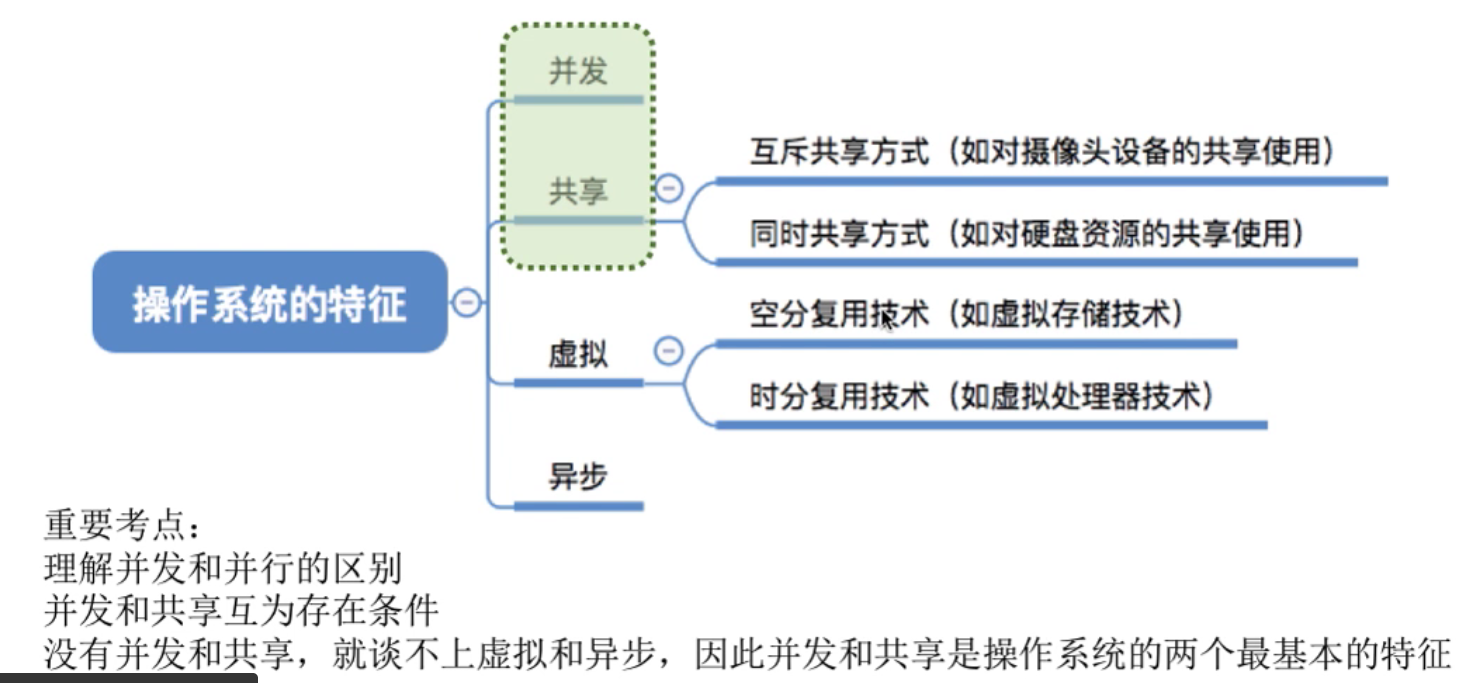 并发
共享
互斥共享方式（如对摄像头设备的共享使用）
同时共享方式（如对硬盘资源的共享使用）
操作系统的特征
虚拟
空分复用技术（如虚拟存储技术）
时分复用技术（如虚拟处理器技术）
异步
重要考点：
理解并发和并行的区别
并发和共享互为存在条件
没有并发和共享，就谈不上虚拟和异步，因此并发和共享是操作系统的两个最基本的特征